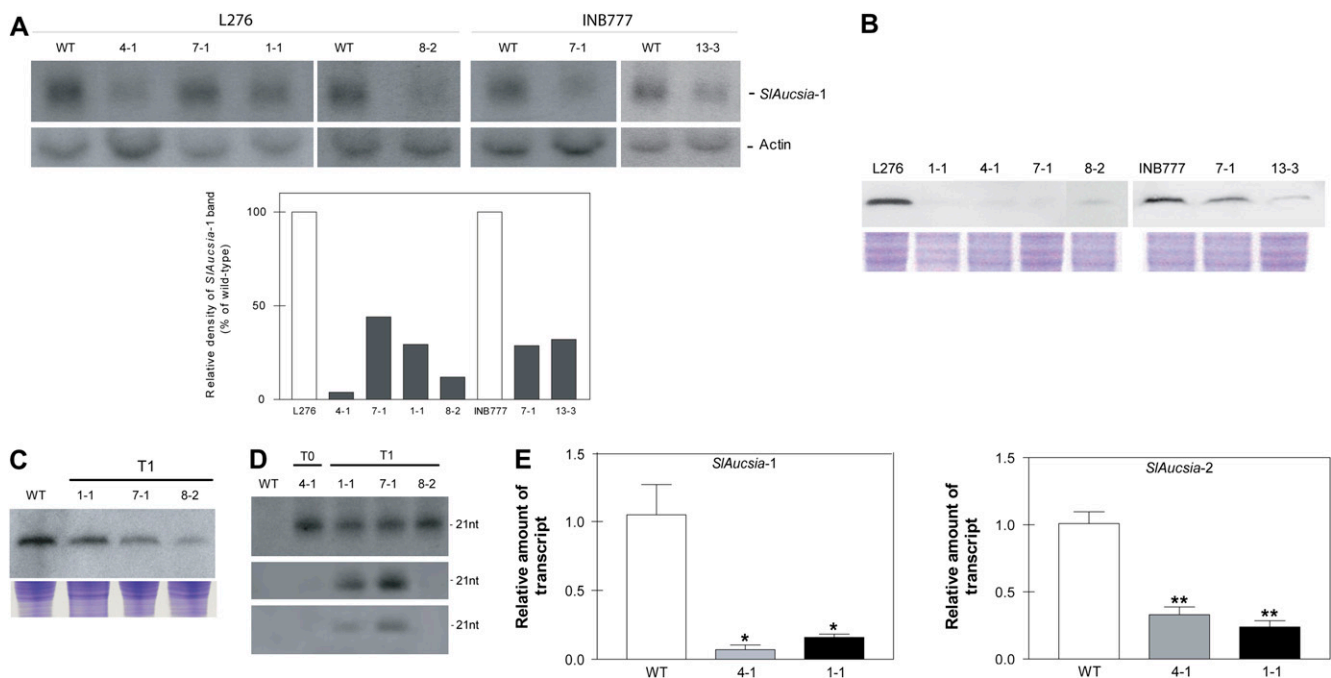 A
L276
INB777
WT 4-1 7-1 1-1 WT 8-2 WT 7-1 WT 13-3
- SlAucsia-1
- Actin
Relative density of SlAucsia-1 band
(% of wild-type)
100
50
0
L276 4-1 7-1 1-1 8-2 INB777 7-1 13-3
B
L276 1-1 4-1 7-1 8-2 INB777 7-1 13-3
C
T1
WT 1-1 7-1 8-2
D
T0 T1
WT 4-1 1-1 7-1 8-2
- 21nt
- 21nt
- 21nt
E
SlAucsia-1
Relative amount of
transcript
1.5
1.0
0.5
0.0
* *
WT 4-1 1-1
SlAucsia-2
Relative amount of
transcript
1.5
1.0
0.5
0.0
** **
WT 4-1 1-1